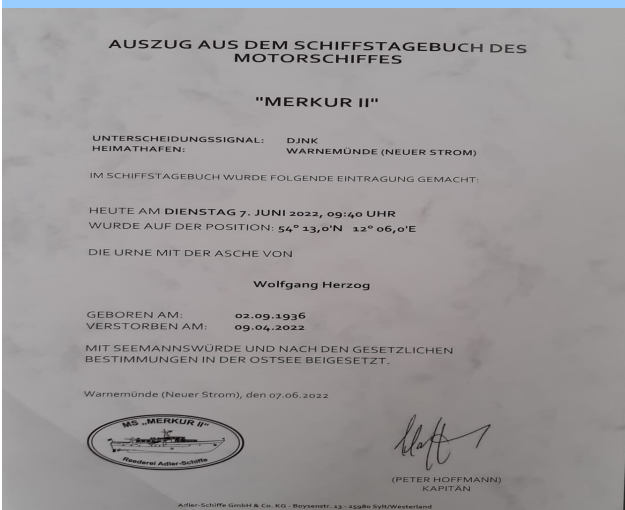 AUSZUG AUS DEM SCHIFFSTAGEBUCH DES
MOTORSCHIFFES
"MERKUR II"
UNTERSCHEIDUNGSSIGNAL: DJNK
HEIMATHAFEN: WARNEMÜNDE (NEUER STROM)
IM SCHIFFSTAGEBUCH WURDE FOLGENDE EINTRAGUNG GEMACHT:
HEUTE AM DIENSTAG 7. JUNI 2022, 09:40 UHR
WURDE AUF DER POSITION: 54° 13,0'N 12° 06,0'E
DIE URNE MIT DER ASCHE VON
Wolfgang Herzog
GEBOREN AM: 02.09.1936
VERSTORBEN AM: 09.04.2022
MIT SEEMANNSWÜRDE UND NACH DEN GESETZLICHEN
BESTIMMUNGEN IN DER OSTSEE BEIGESETZT.
Warnemünde (Neuer Strom), den 07.06.2022
MS „MERKUR II"
Reederei Adler-Schiffe
(PETER HOFFMANN)
KAPITÄN
Adler-Schiffe GmbH & Co. KG - Boysenstr. 13 - 25980 Sylt/Westerland